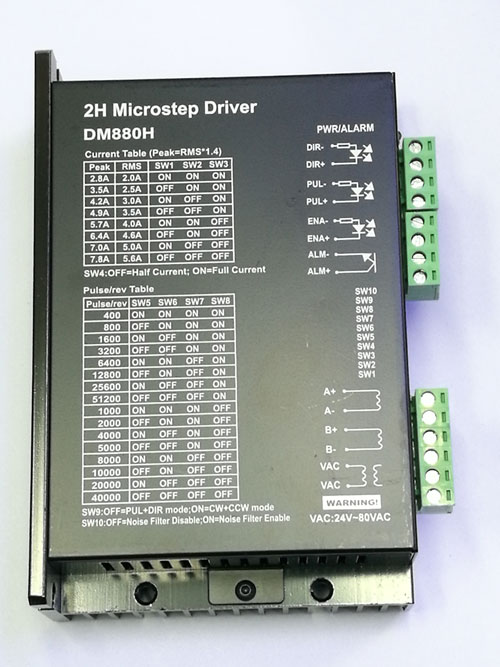 2H Microstep Driver
DM880H
Current Table (Peak=RMS*1.4)
Peak RMS SW1 SW2 SW3
2.8A 2.0A ON ON ON
3.5A 2.5A OFF ON ON
4.2A 3.0A ON OFF ON
4.9A 3.5A OFF OFF ON
5.7A 4.0A ON ON OFF
6.4A 4.6A OFF ON OFF
7.0A 5.0A ON OFF OFF
7.8A 5.6A OFF OFF OFF
SW4:OFF=Half Current; ON=Full Current
Pulse/rev Table
Pulse/rev SW5 SW6 SW7 SW8
400 ON ON ON ON
800 OFF ON ON ON
1600 ON OFF ON ON
3200 OFF OFF ON ON
6400 ON ON OFF ON
12800 OFF ON OFF ON
25600 ON OFF OFF ON
51200 OFF OFF OFF ON
1000 ON ON ON OFF
2000 OFF ON ON OFF
4000 ON OFF ON OFF
5000 OFF OFF ON OFF
8000 ON ON OFF OFF
10000 OFF ON OFF OFF
20000 ON OFF OFF OFF
40000 OFF OFF OFF OFF
SW9:OFF=PUL+DIR mode;ON=CW+CCW mode
SW10:OFF=Noise Filter Disable;ON=Noise Filter Enable
PWR/ALARM
DIR-
DIR+
PUL-
PUL+
ENA-
ENA+
ALM-
ALM+
SW10
SW9
SW8
SW7
SW6
SW5
SW4
SW3
SW2
SW1
A+
A-
B+
B-
VAC
VAC
WARNING!
VAC:24V~80VAC